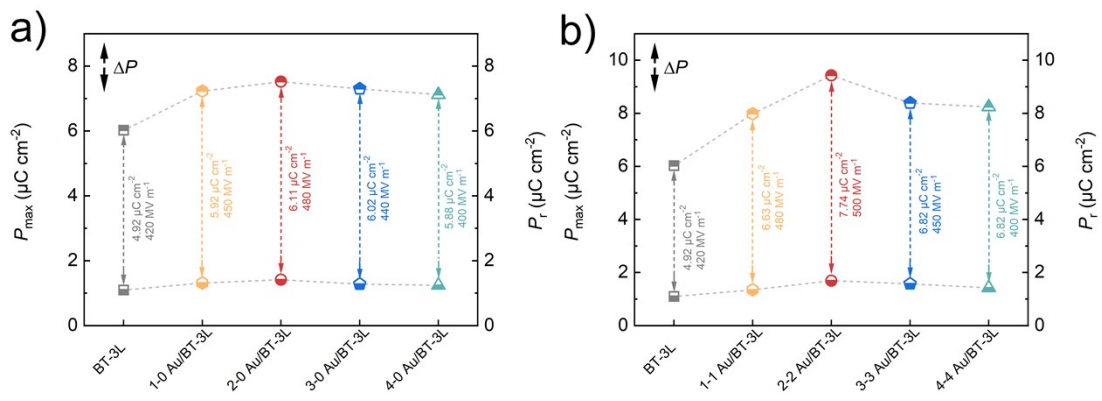 a)
ΔP
8
6
4
2
0
Pmax (µC cm-2)
4.92 µC cm-2
420 MV m-1
5.92 µC cm-2
450 MV m-1
6.11 µC cm-2
480 MV m-1
6.02 µC cm-2
440 MV m-1
5.88 µC cm-2
400 MV m-1
8
6
4
2
0
Pr (µC cm-2)
BT-3L
1-0 Au/BT-3L
2-0 Au/BT-3L
3-0 Au/BT-3L
4-0 Au/BT-3L
b)
ΔP
10
8
6
4
2
0
Pmax (µC cm-2)
4.92 µC cm-2
420 MV m-1
6.63 µC cm-2
480 MV m-1
7.74 µC cm-2
500 MV m-1
6.82 µC cm-2
450 MV m-1
6.82 µC cm-2
400 MV m-1
10
8
6
4
2
0
Pr (µC cm-2)
BT-3L
1-1 Au/BT-3L
2-2 Au/BT-3L
3-3 Au/BT-3L
4-4 Au/BT-3L